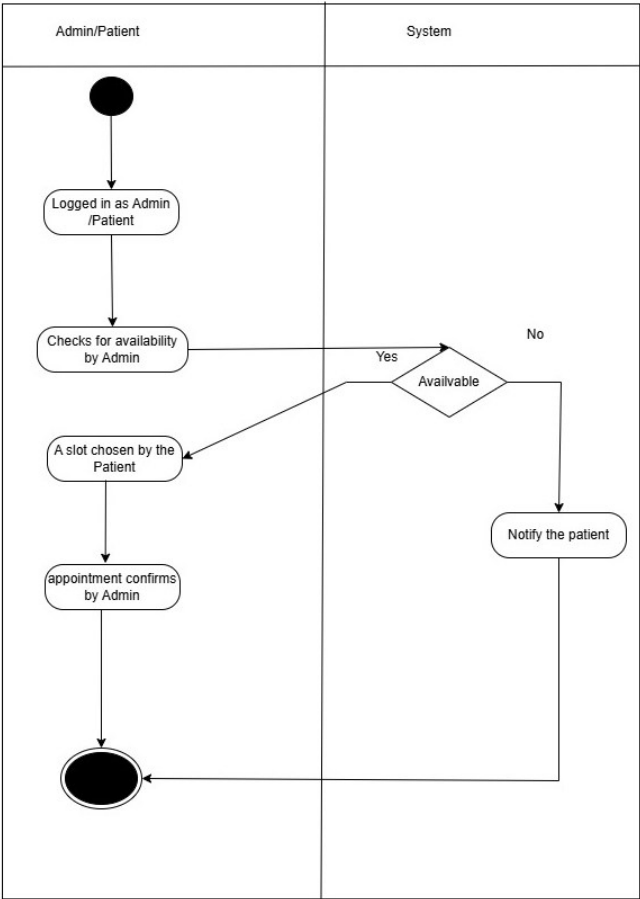 Admin/Patient
System
Logged in as Admin
/Patient
Checks for availability
by Admin
No
Yes
Availvable
A slot chosen by the
Patient
Notify the patient
appointment confirms
by Admin